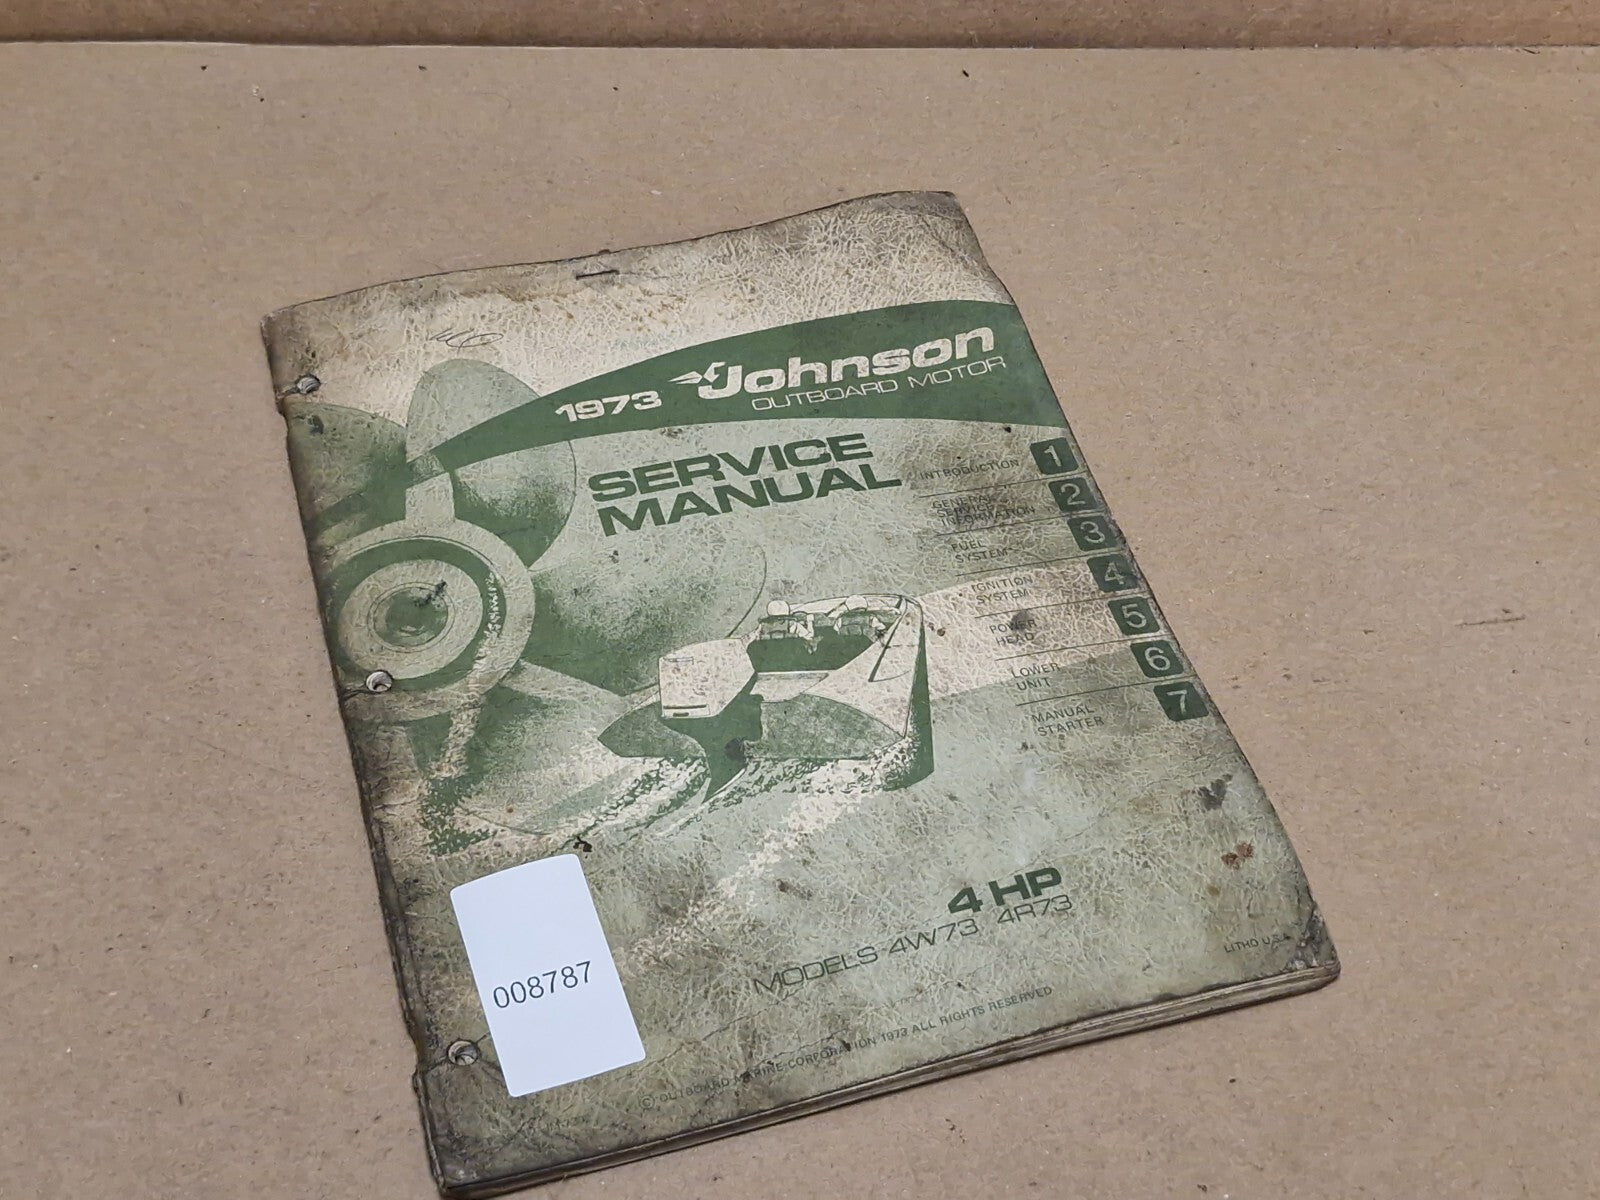 1973 Johnson
OUTBOARD MOTOR
SERVICE
MANUAL
INTRODUCTION 1
GENERAL
SERVICE
INFORMATION 2
FUEL
SYSTEM 3
IGNITION
SYSTEM 4
POWER
HEAD 5
LOWER
UNIT 6
MANUAL
STARTER 7
4 HP
MODELS 4W73 4R73
LITHO U.S.A.
© OUTBOARD MARINE CORPORATION 1973 ALL RIGHTS RESERVED
008787